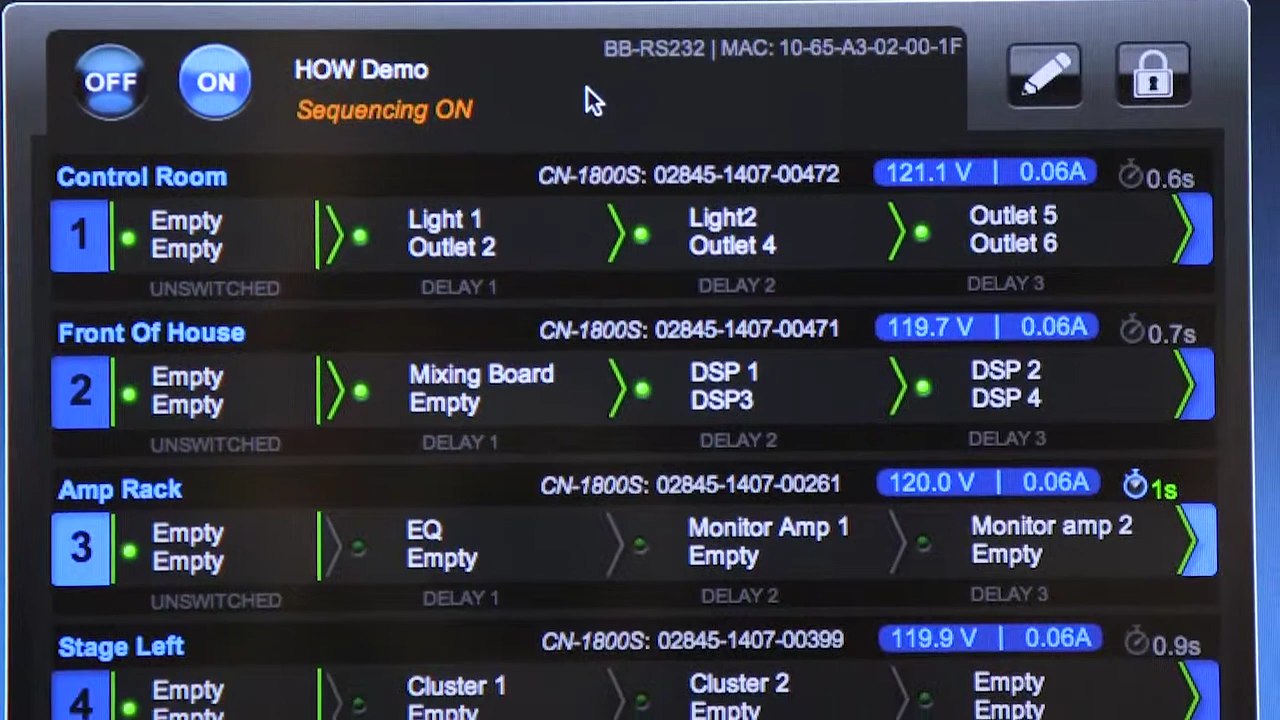 BB-RS232 | MAC: 10-65-A3-02-00-1F
OFF ON HOW Demo
Sequencing ON
Control Room CN-1800S: 02845-1407-00472 121.1 V | 0.06A 0.6s
1 Empty Light 1 Light2 Outlet 5
Empty Outlet 2 Outlet 4 Outlet 6
UNSWITCHED DELAY 1 DELAY 2 DELAY 3
Front Of House CN-1800S: 02845-1407-00471 119.7 V | 0.06A 0.7s
2 Empty Mixing Board DSP 1 DSP 2
Empty Empty DSP3 DSP 4
UNSWITCHED DELAY 1 DELAY 2 DELAY 3
Amp Rack CN-1800S: 02845-1407-00261 120.0 V | 0.06A 1s
3 Empty EQ Monitor Amp 1 Monitor amp 2
Empty Empty Empty Empty
UNSWITCHED DELAY 1 DELAY 2 DELAY 3
Stage Left CN-1800S: 02845-1407-00399 119.9 V | 0.06A 0.9s
4 Empty Cluster 1 Cluster 2 Empty
Empty Empty Empty Empty